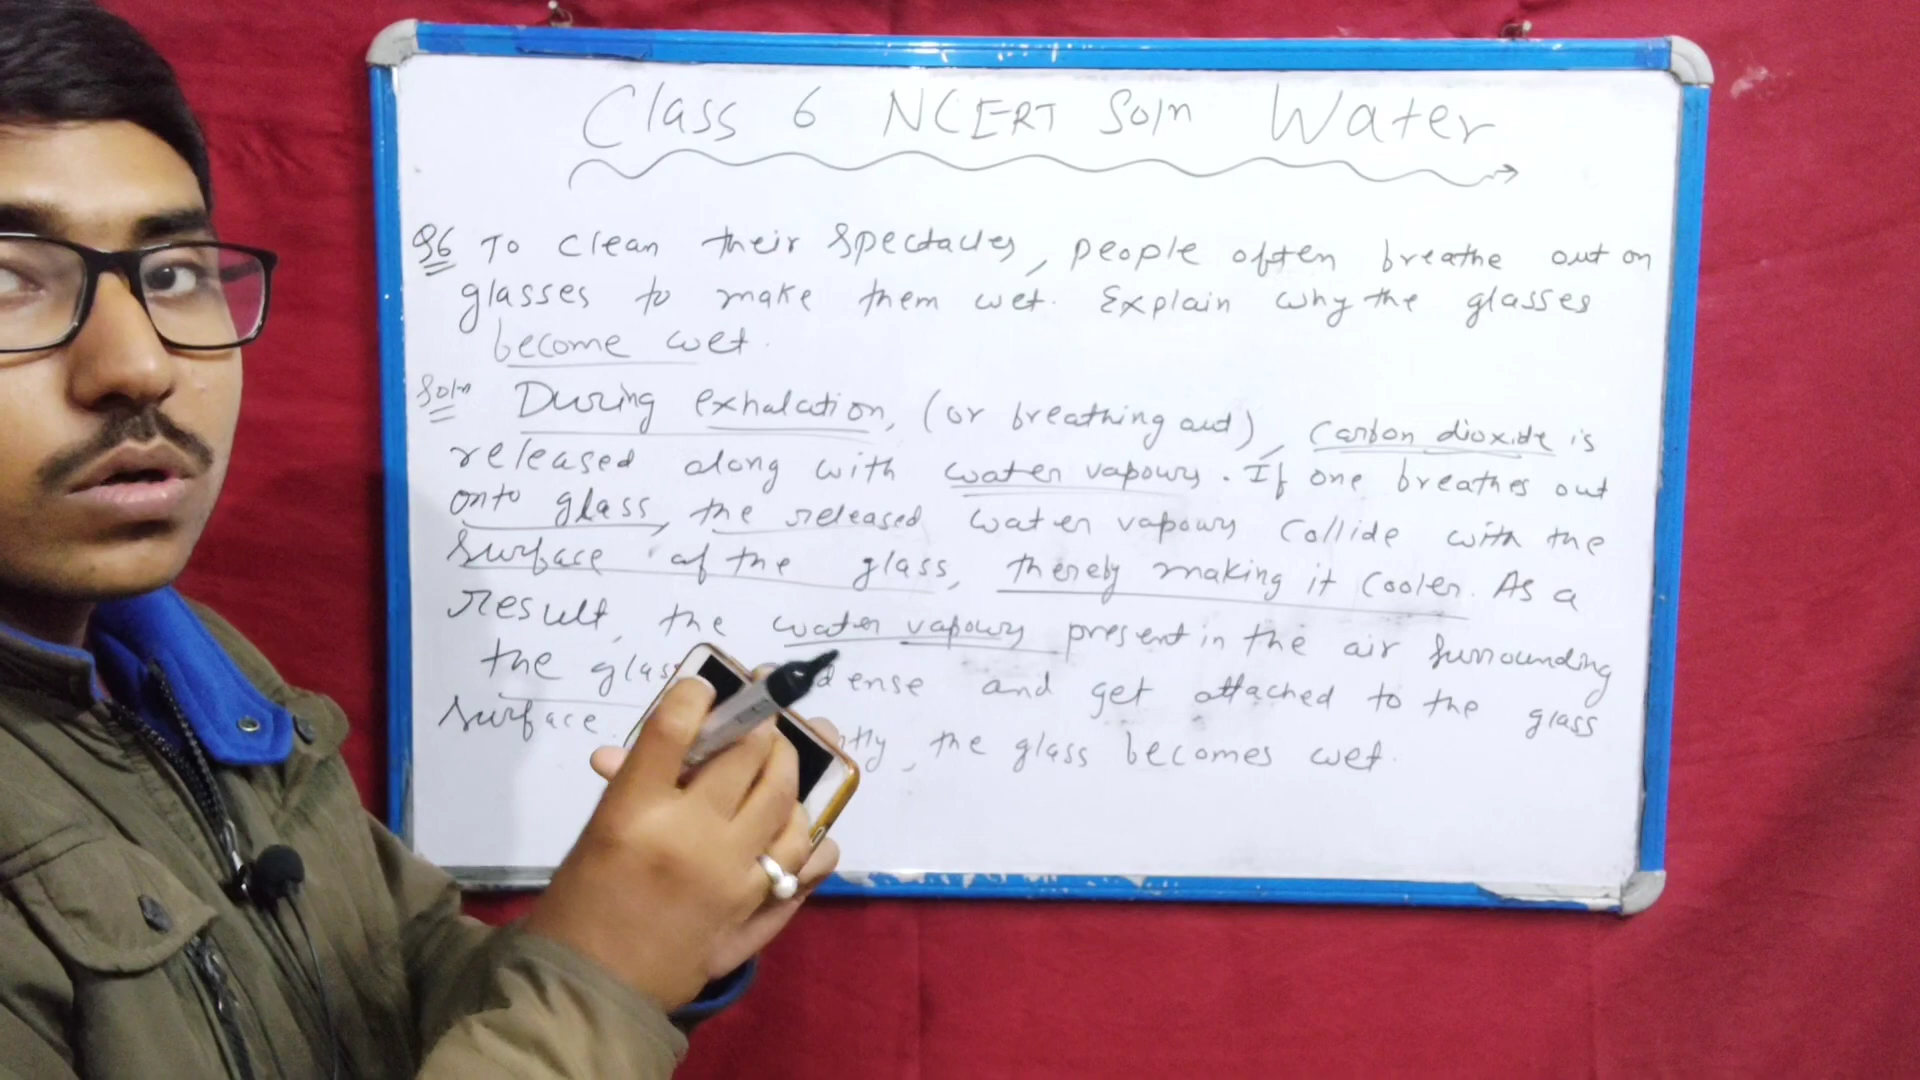 Class 6 NCERT Soln Water
Q6 To clean their spectacles, people often breathe out on
glasses to make them wet. Explain why the glasses
become wet.
Soln During exhalation, (or breathing out), carbon dioxide is
released along with water vapours. If one breathes out
onto glass, the released water vapours collide with the
surface of the glass, thereby making it cooler. As a
result, the water vapours present in the air surrounding
the glass dense and get attached to the glass
surface. ntly, the glass becomes wet.